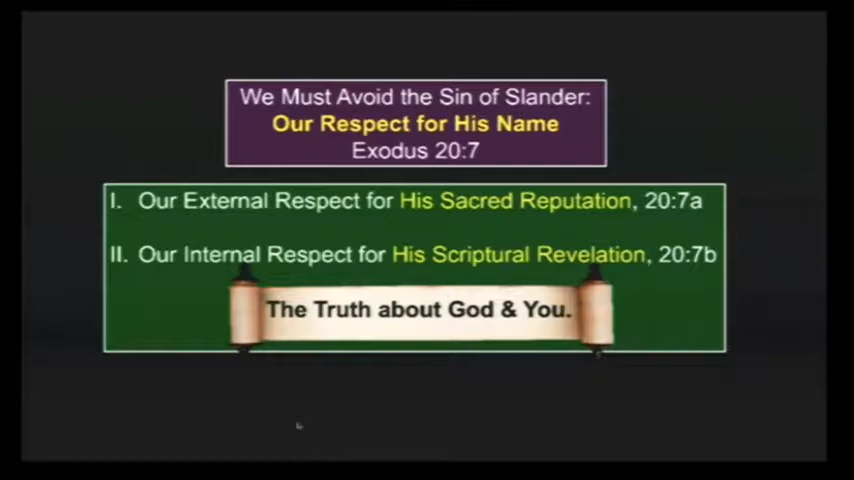 We Must Avoid the Sin of Slander:
Our Respect for His Name
Exodus 20:7
I. Our External Respect for His Sacred Reputation, 20:7a
II. Our Internal Respect for His Scriptural Revelation, 20:7b
The Truth about God & You.